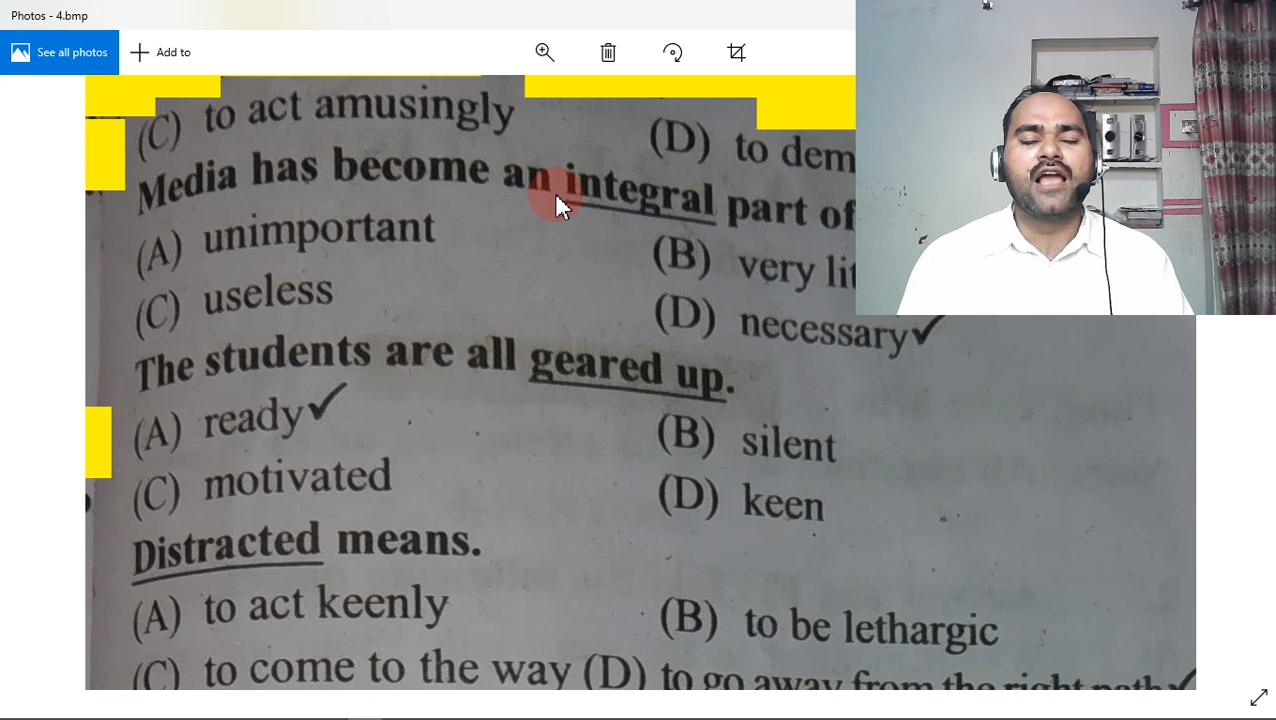 Photos - 4.bmp
See all photos
Add to
(C) to act amusingly
(D) to dem
Media has become an integral part of
(A) unimportant
(B) very lit
(C) useless
(D) necessary✓
The students are all geared up.
(A) ready✓
(B) silent
(C) motivated
(D) keen
Distracted means.
(A) to act keenly
(B) to be lethargic
(C) to come to the way (D) to go away from the right path✓